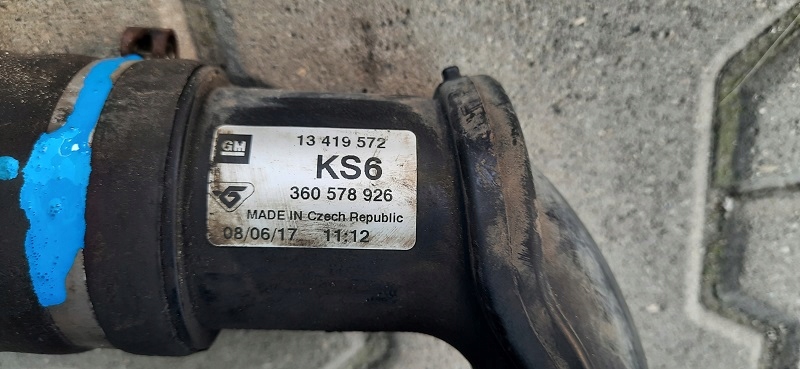 GM 13 419 572
KS6
360 578 926
MADE IN Czech Republic
08/06/17 11:12